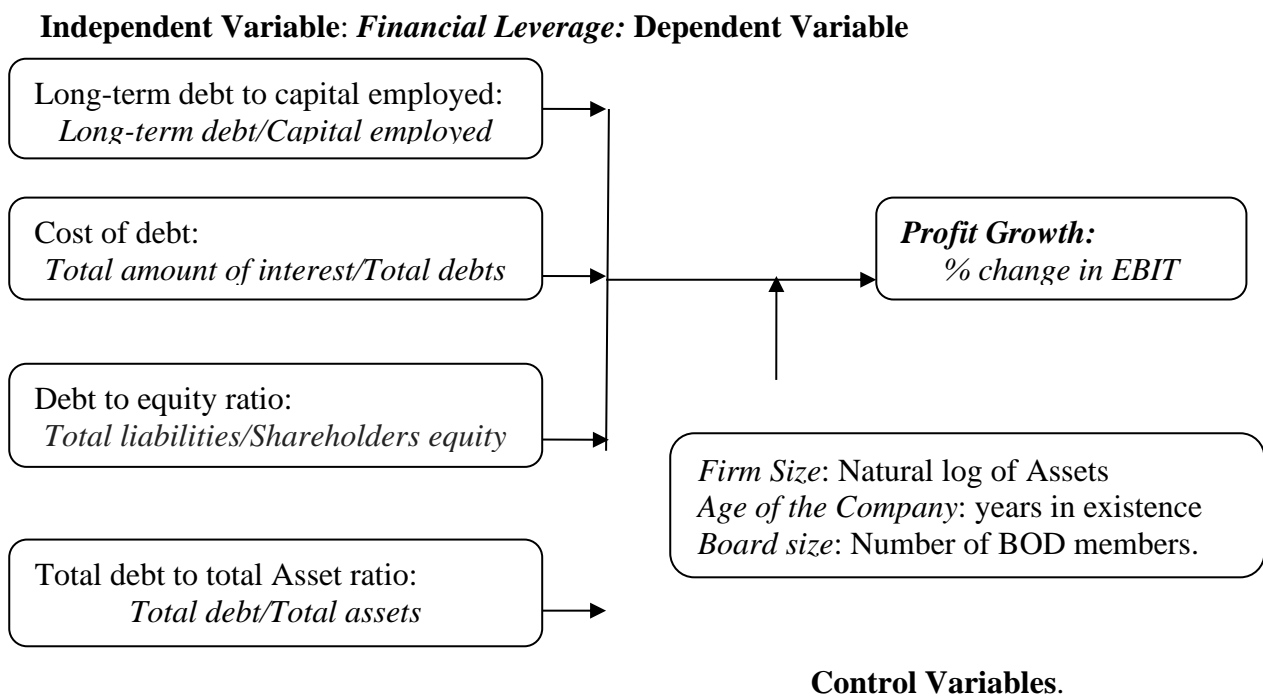 Independent Variable: Financial Leverage: Dependent Variable
Long-term debt to capital employed:
Long-term debt/Capital employed
Cost of debt:
Total amount of interest/Total debts
Profit Growth:
% change in EBIT
Debt to equity ratio:
Total liabilities/Shareholders equity
Firm Size: Natural log of Assets
Age of the Company: years in existence
Board size: Number of BOD members.
Total debt to total Asset ratio:
Total debt/Total assets
Control Variables.